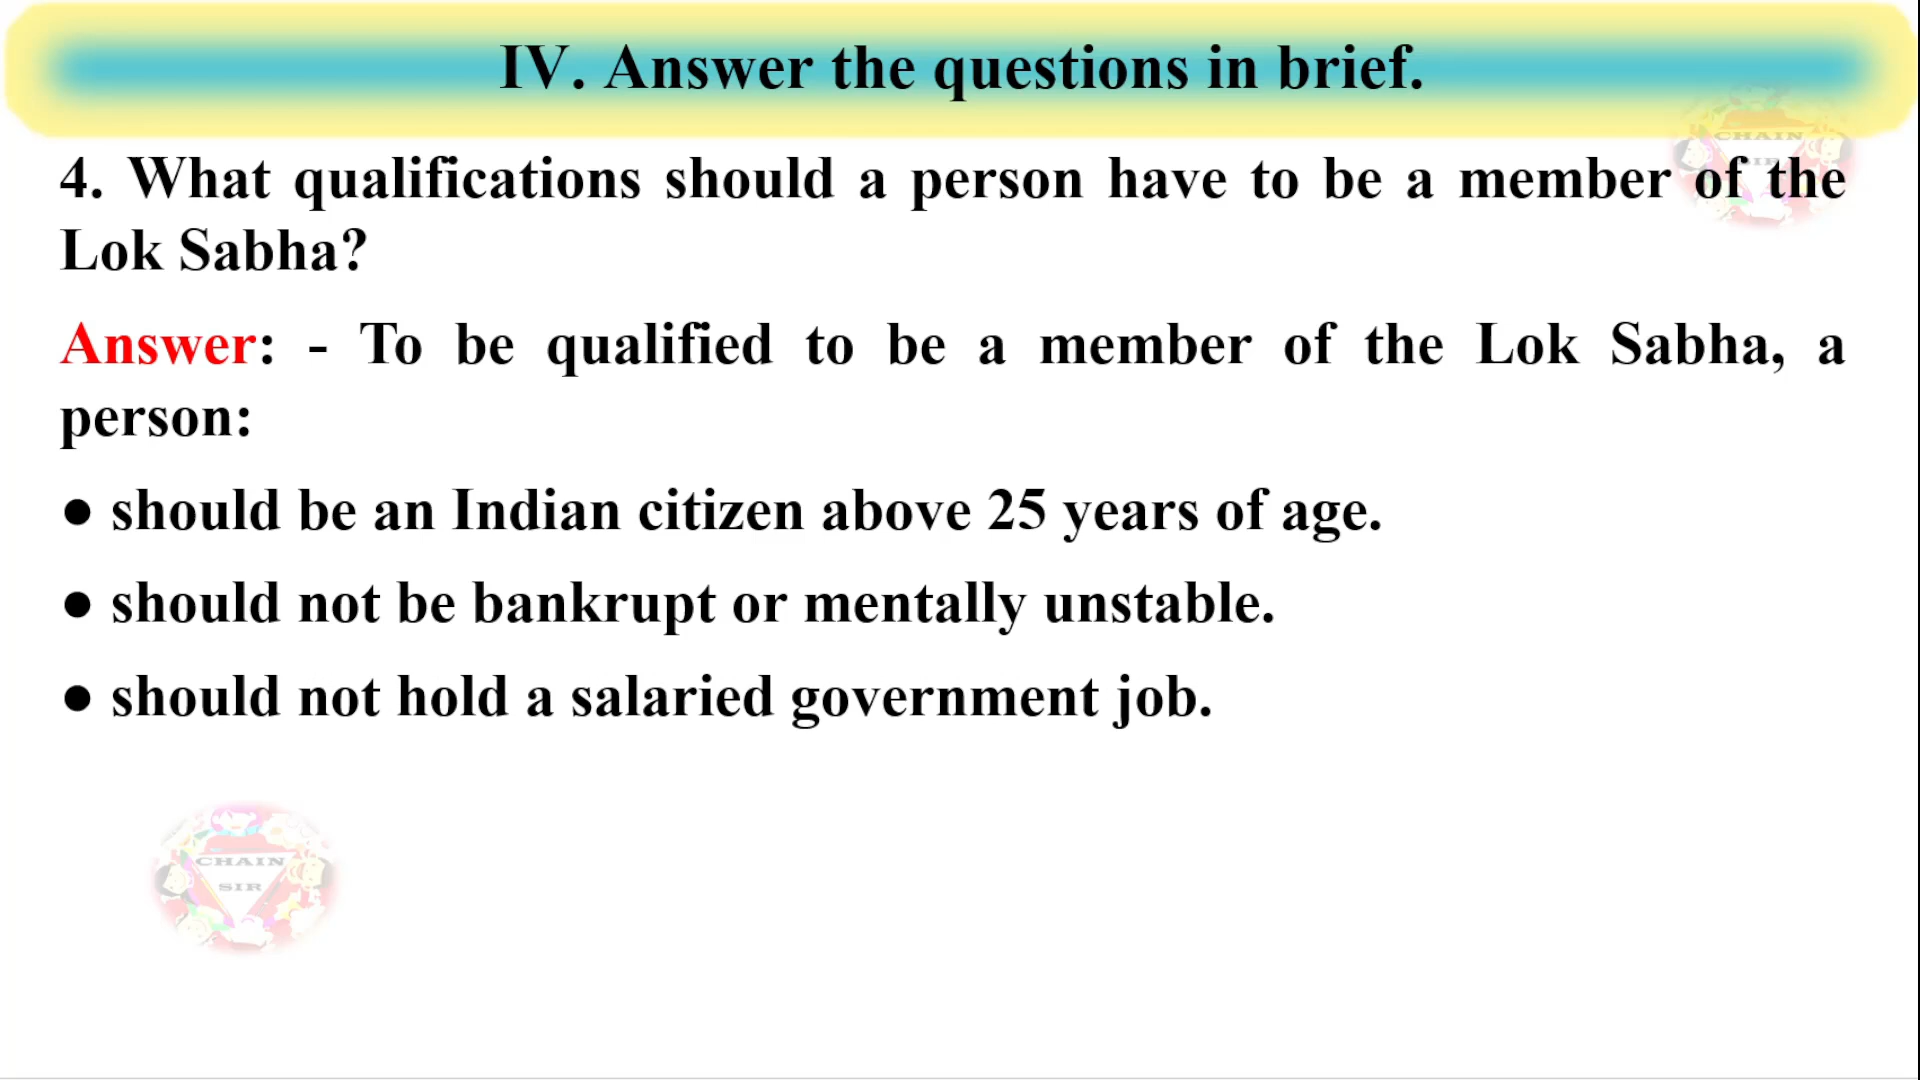 IV. Answer the questions in brief.
CHAIN
SIR
4. What qualifications should a person have to be a member of the
Lok Sabha?
Answer: - To be qualified to be a member of the Lok Sabha, a
person:
● should be an Indian citizen above 25 years of age.
● should not be bankrupt or mentally unstable.
● should not hold a salaried government job.
CHAIN
SIR